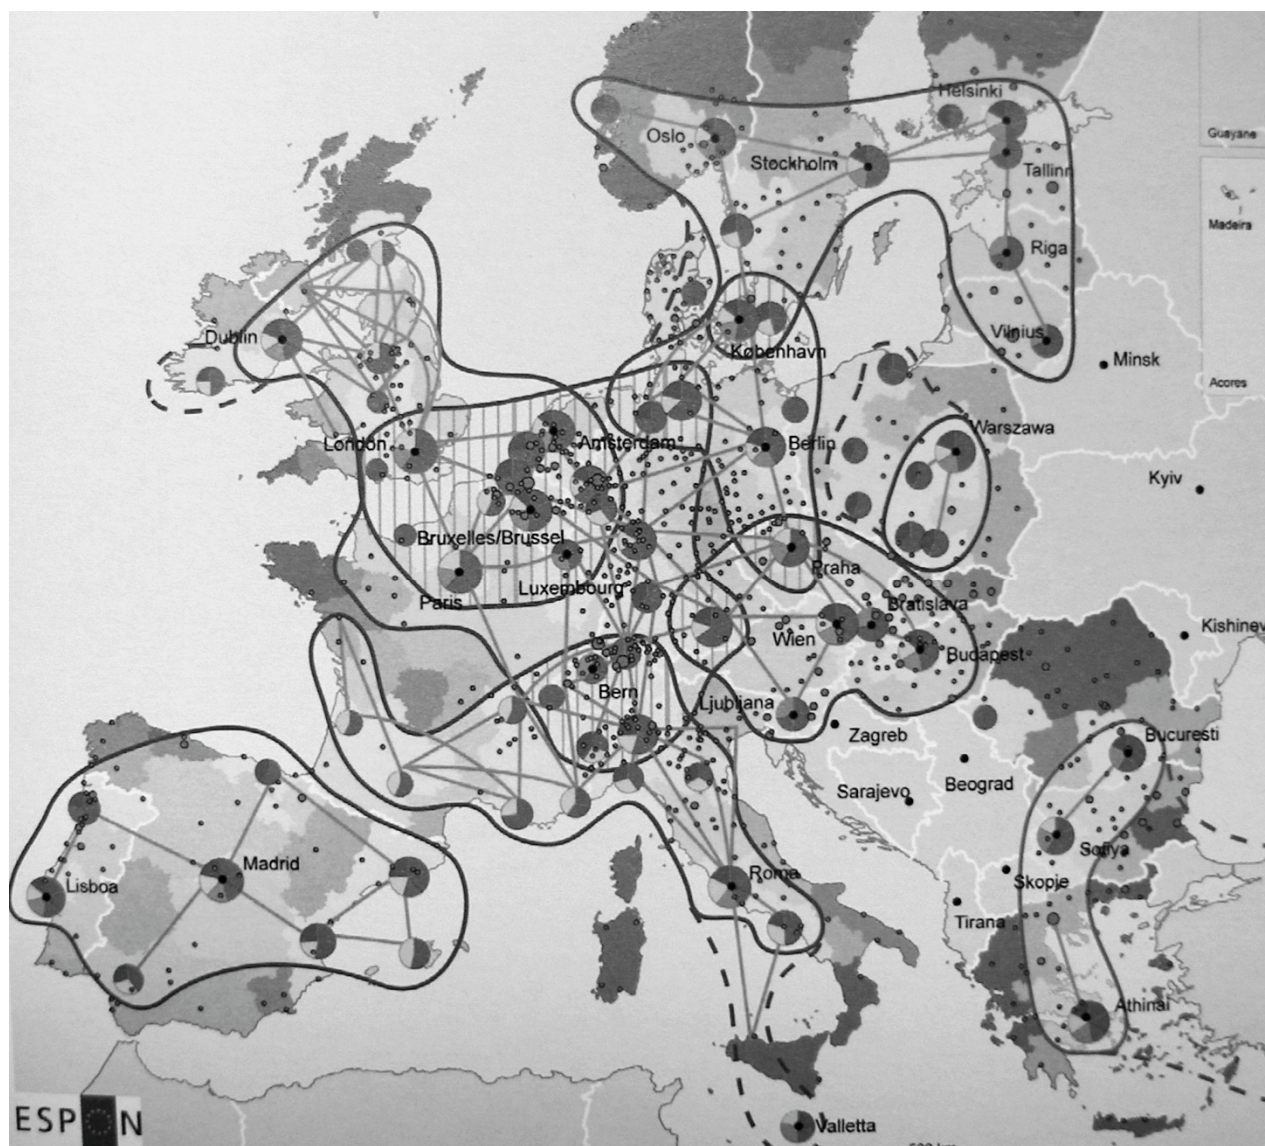 Helsinki
Guayane
Oslo
Stockholm
Tallinn
Madeira
Riga
Dublin
Vilnius
København
Minsk
Acores
Warszawa
London
Amsterdam
Berlin
Kyiv
Bruxelles/Brussel
Praha
Luxembourg
Paris
Bratislava
Wien
Kishinev
Budapest
Bern
Ljubljana
Zagreb
Bucuresti
Beograd
Sarajevo
Madrid
Sofiya
Roma
Lisboa
Skopje
Tirana
Athinai
ESPON
Valletta